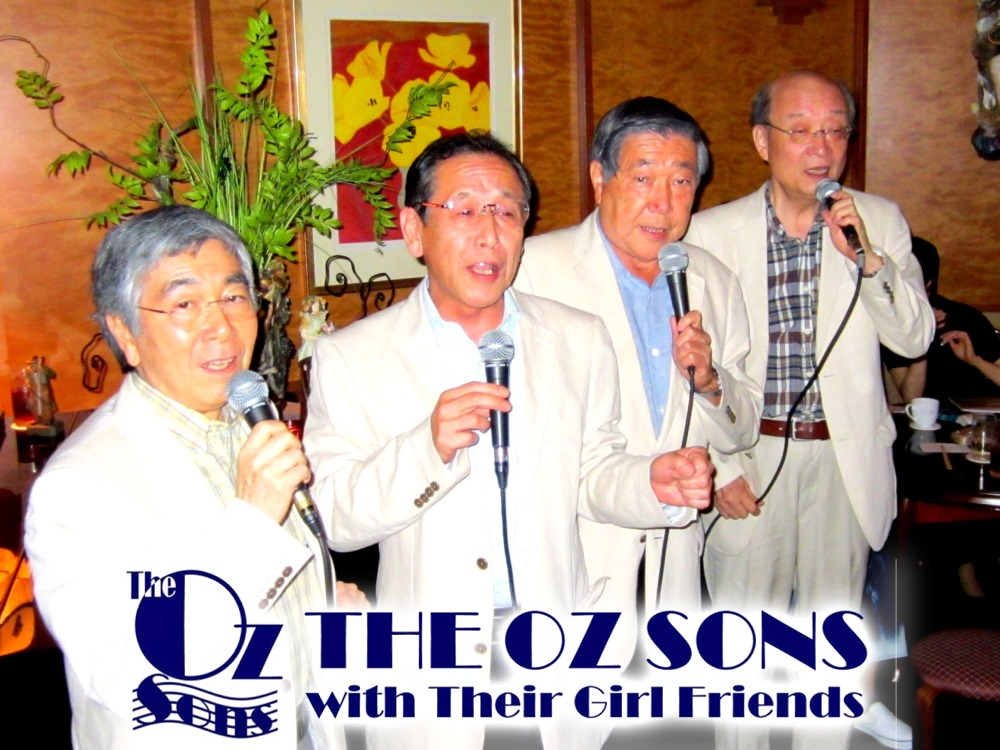 The
Oz
Sons
THE OZ SONS
with Their Girl Friends